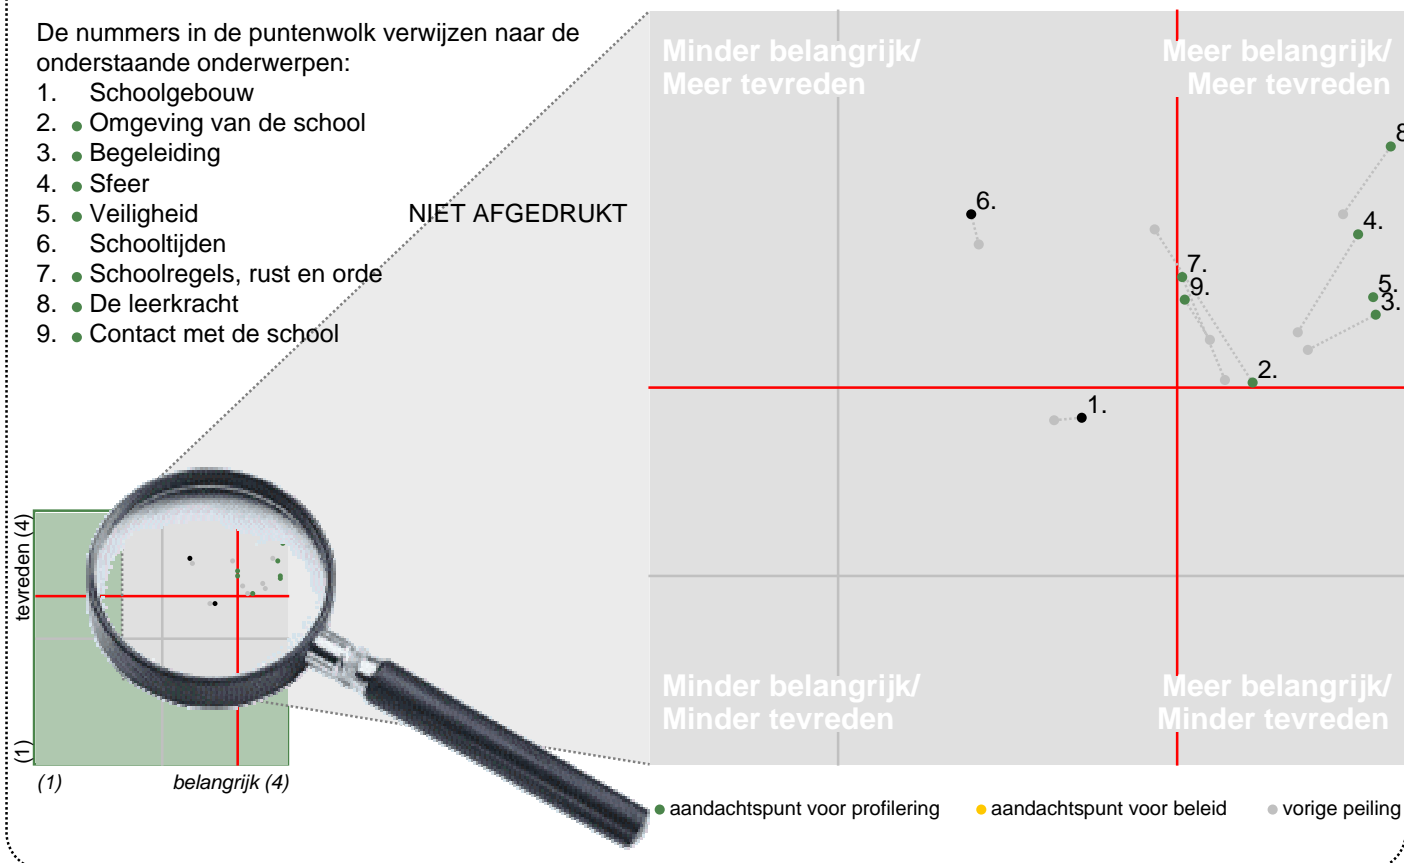 De nummers in de puntenwolk verwijzen naar de
onderstaande onderwerpen:
1. Schoolgebouw
2. Omgeving van de school
3. Begeleiding
4. Sfeer
5. Veiligheid
6. Schooltijden
7. Schoolregels, rust en orde
8. De leerkracht
9. Contact met de school
NIET AFGEDRUKT
Minder belangrijk/
Meer tevreden
Meer belangrijk/
Meer tevreden
8
6.
4.
7.
9.
5.
3.
2.
1.
Minder belangrijk/
Minder tevreden
Meer belangrijk/
Minder tevreden
tevreden (4)
(1)
(1)
belangrijk (4)
aandachtspunt voor profilering
aandachtspunt voor beleid
vorige peiling